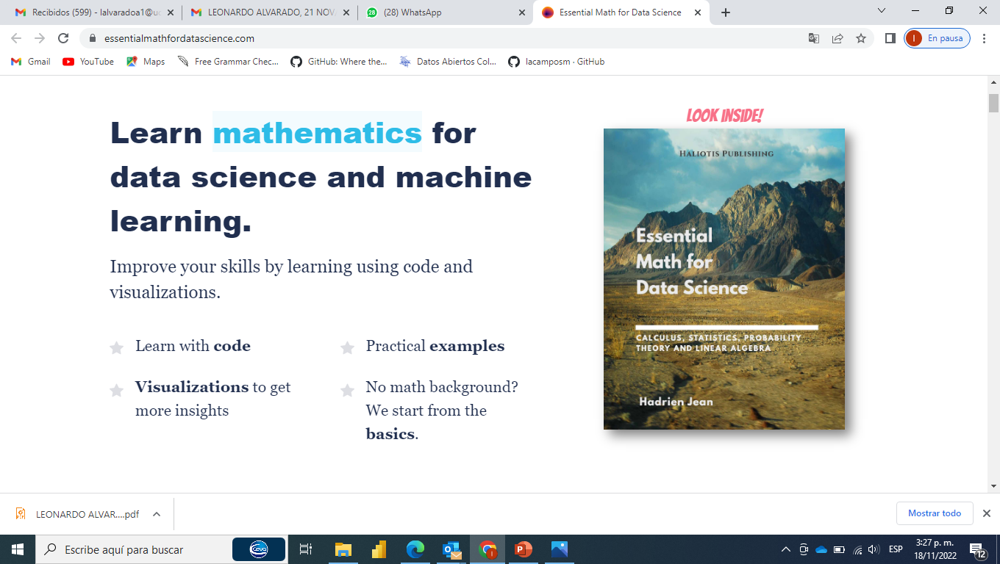 Recibidos (599) - lalvaradoa1@uc
LEONARDO ALVARADO, 21 NOV
(28) WhatsApp
Essential Math for Data Science
essentialmathfordatascience.com
En pausa
Gmail
YouTube
Maps
Free Grammar Chec...
GitHub: Where the...
Datos Abiertos Col...
lacamposm · GitHub
Learn mathematics for
data science and machine
learning.
Improve your skills by learning using code and
visualizations.
Learn with code
Practical examples
Visualizations to get
more insights
No math background?
We start from the
basics.
LOOK INSIDE!
HALIOTIS PUBLISHING
Essential
Math for
Data Science
CALCULUS, STATISTICS, PROBABILITY
THEORY AND LINEAR ALGEBRA
Hadrien Jean
LEONARDO ALVAR....pdf
Mostrar todo
Escribe aquí para buscar
ESP
3:27 p. m.
18/11/2022
12